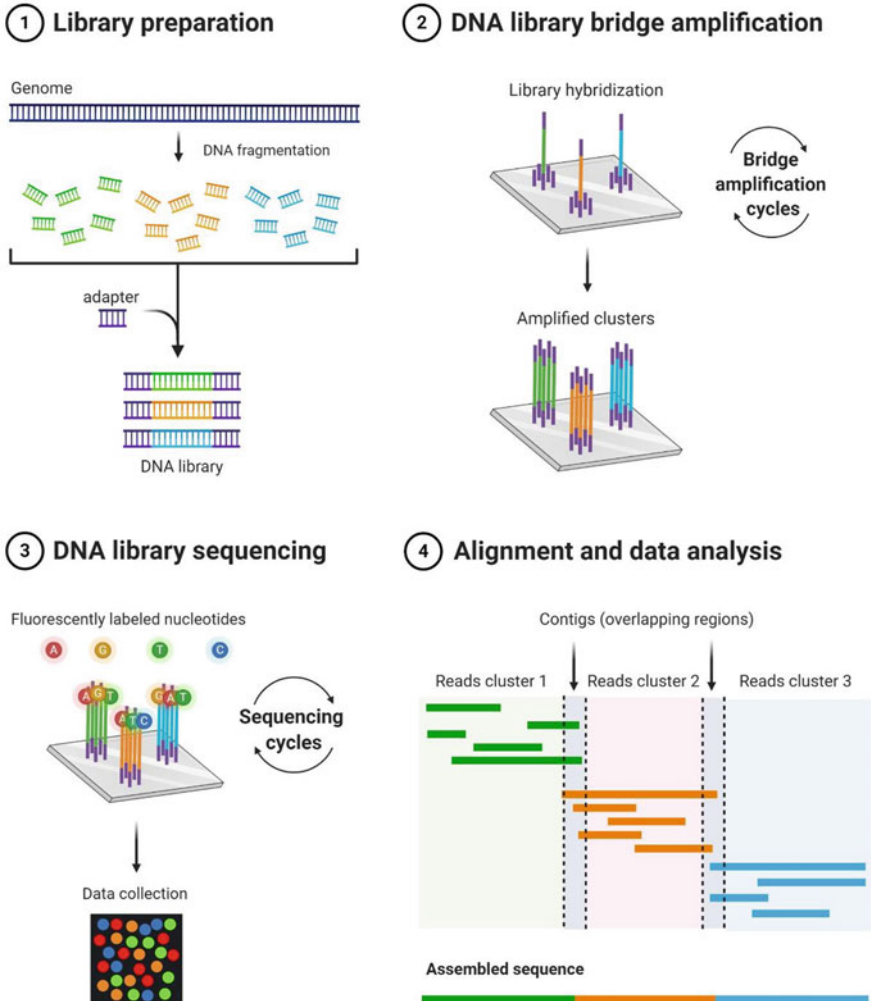 1 Library preparation
Genome
DNA fragmentation
adapter
DNA library
2 DNA library bridge amplification
Library hybridization
Bridge
amplification
cycles
Amplified clusters
3 DNA library sequencing
Fluorescently labeled nucleotides
A G T C
A G T
G A T
A T C
Sequencing
cycles
Data collection
4 Alignment and data analysis
Contigs (overlapping regions)
Reads cluster 1 Reads cluster 2 Reads cluster 3
Assembled sequence